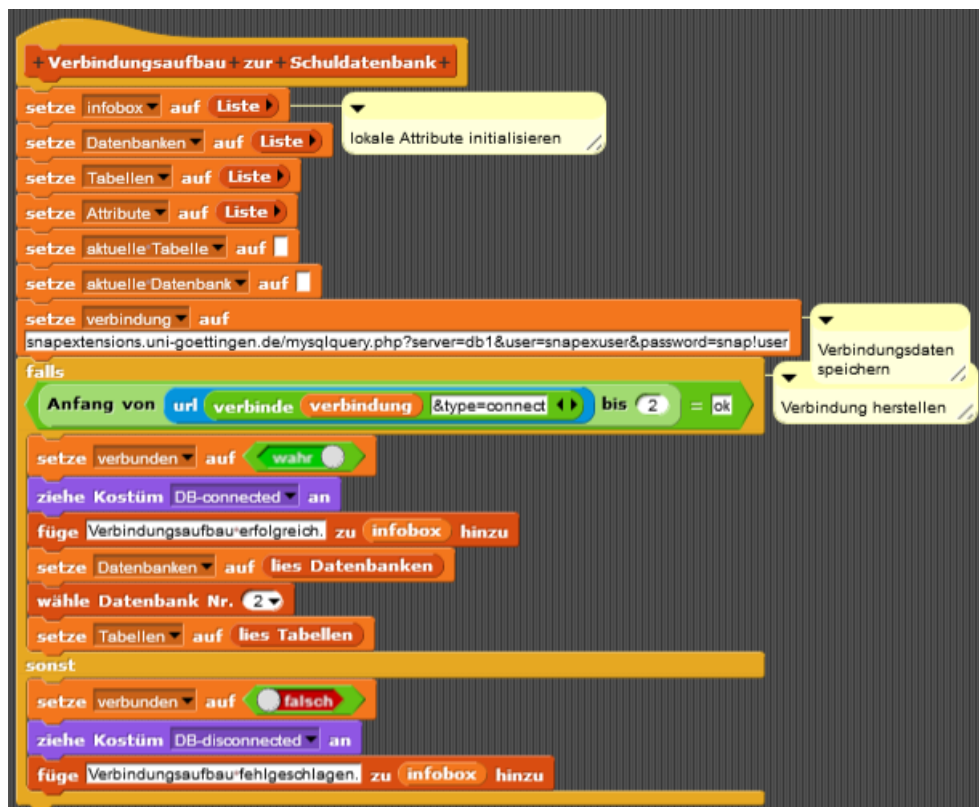 +Verbindungsaufbau+zur+Schuldatenbank+
setze infobox auf Liste
lokale Attribute initialisieren
setze Datenbanken auf Liste
setze Tabellen auf Liste
setze Attribute auf Liste
setze aktuelle Tabelle auf
setze aktuelle Datenbank auf
setze verbindung auf
snapextensions.uni-goettingen.de/mysqlquery.php?server=db1&user=snapexuser&password=snap!user
Verbindungsdaten
speichern
falls
Anfang von url verbinde verbindung &type=connect bis 2 = ok
Verbindung herstellen
setze verbunden auf wahr
ziehe Kostüm DB-connected an
füge Verbindungsaufbau erfolgreich. zu infobox hinzu
setze Datenbanken auf lies Datenbanken
wähle Datenbank Nr. 2
setze Tabellen auf lies Tabellen
sonst
setze verbunden auf falsch
ziehe Kostüm DB-disconnected an
füge Verbindungsaufbau fehlgeschlagen. zu infobox hinzu